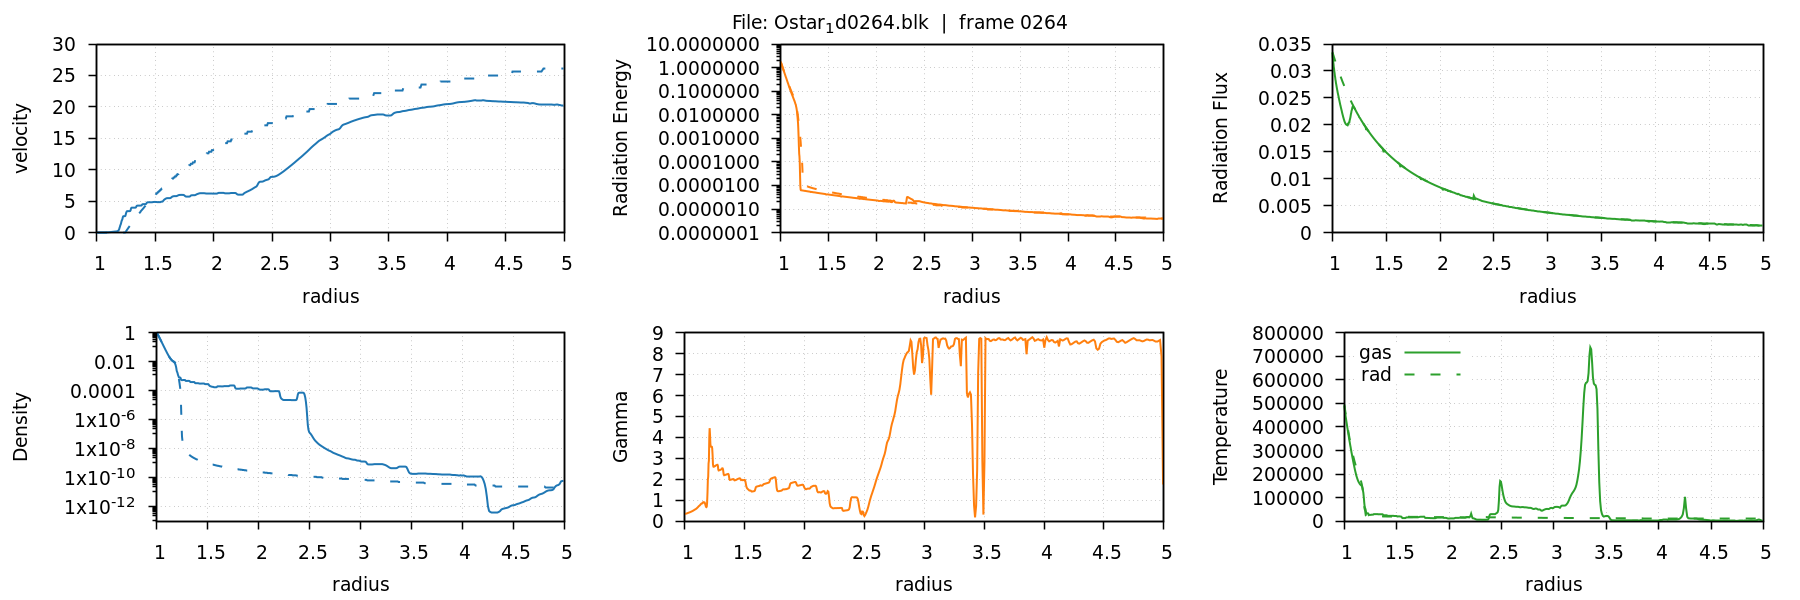 File: Ostar₁d0264.blk | frame 0264
velocity
30
25
20
15
10
5
0
1 1.5 2 2.5 3 3.5 4 4.5 5
radius
Radiation Energy
10.0000000
1.0000000
0.1000000
0.0100000
0.0010000
0.0001000
0.0000100
0.0000010
0.0000001
1 1.5 2 2.5 3 3.5 4 4.5 5
radius
Radiation Flux
0.035
0.03
0.025
0.02
0.015
0.01
0.005
0
1 1.5 2 2.5 3 3.5 4 4.5 5
radius
Density
1
0.01
0.0001
1x10⁻⁶
1x10⁻⁸
1x10⁻¹⁰
1x10⁻¹²
1 1.5 2 2.5 3 3.5 4 4.5 5
radius
Gamma
9
8
7
6
5
4
3
2
1
0
1 1.5 2 2.5 3 3.5 4 4.5 5
radius
Temperature
800000
700000
600000
500000
400000
300000
200000
100000
0
gas
rad
1 1.5 2 2.5 3 3.5 4 4.5 5
radius